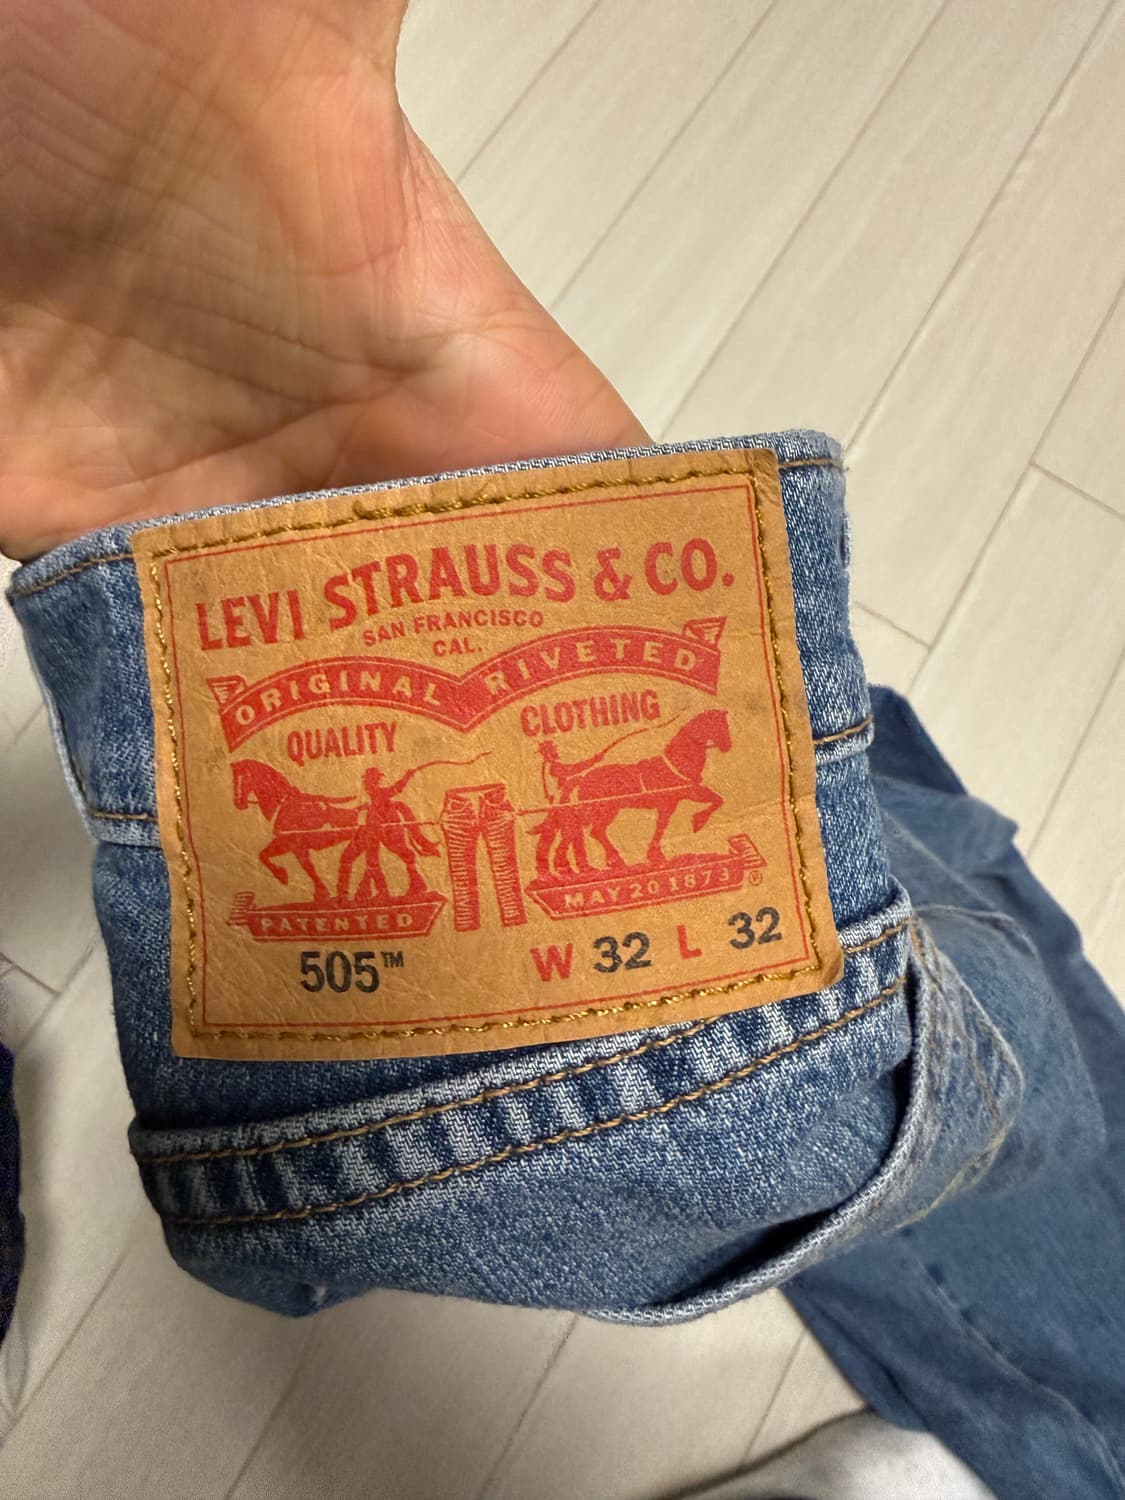 LEVI STRAUSS & CO.
SAN FRANCISCO
CAL.
ORIGINAL RIVETED
QUALITY CLOTHING
PATENTED MAY 20 1873
505™ W 32 L 32